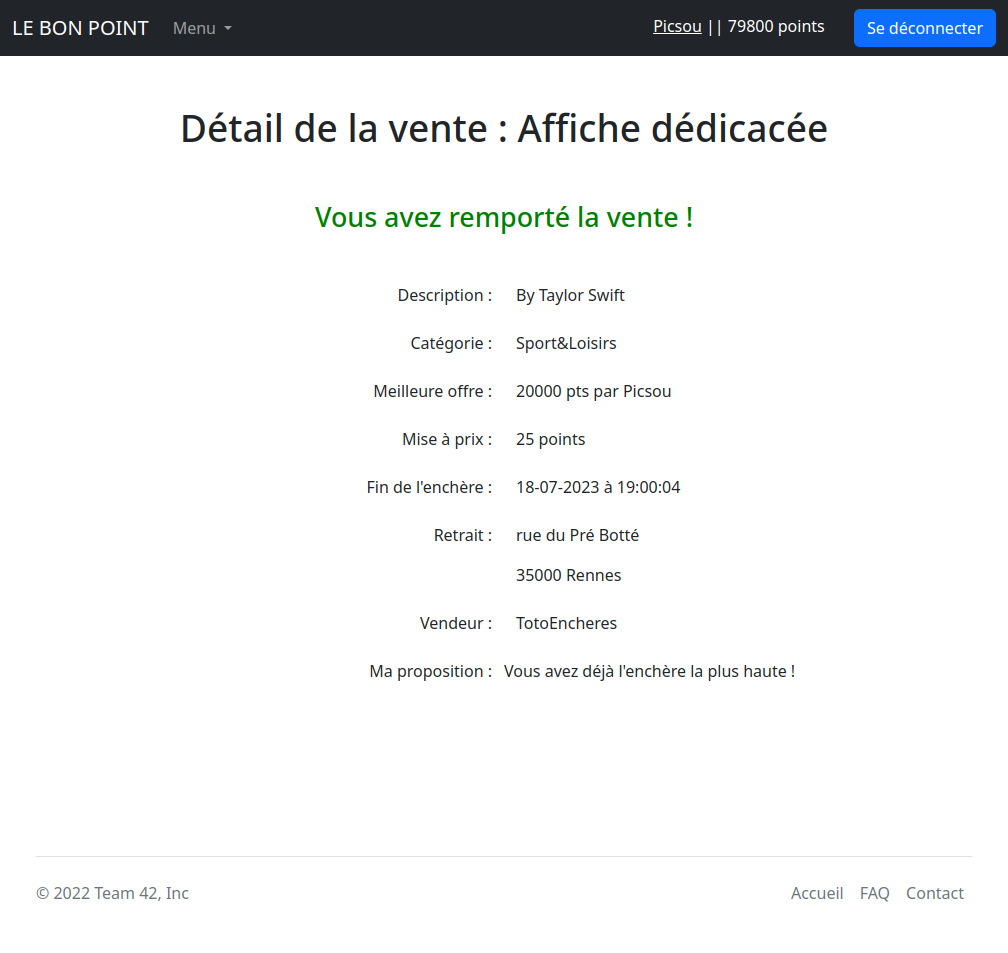 LE BON POINT Menu Picsou || 79800 points Se déconnecter
Détail de la vente : Affiche dédicacée
Vous avez remporté la vente !
Description : By Taylor Swift
Catégorie : Sport&Loisirs
Meilleure offre : 20000 pts par Picsou
Mise à prix : 25 points
Fin de l'enchère : 18-07-2023 à 19:00:04
Retrait : rue du Pré Botté
35000 Rennes
Vendeur : TotoEncheres
Ma proposition : Vous avez déjà l'enchère la plus haute !
© 2022 Team 42, Inc Accueil FAQ Contact